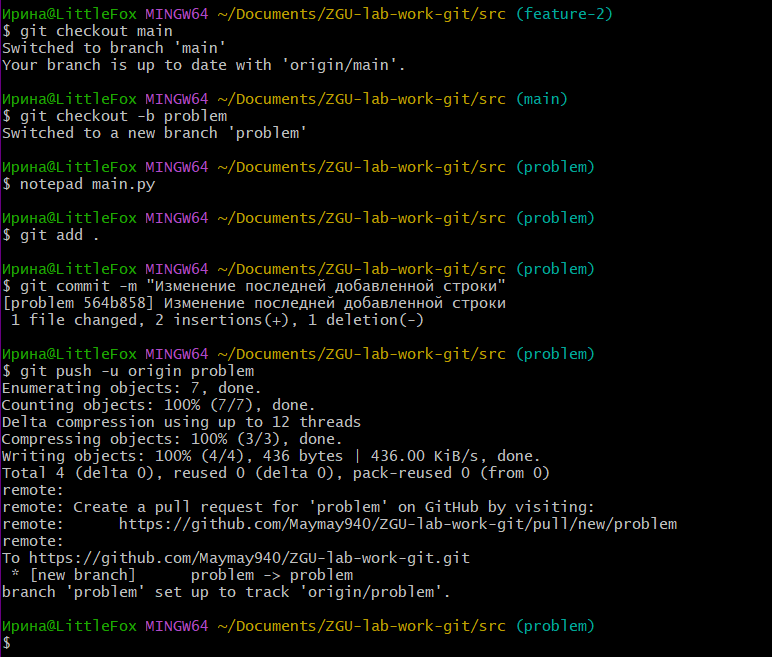 Ирина@LittleFox MINGW64 ~/Documents/ZGU-lab-work-git/src (feature-2)
$ git checkout main
Switched to branch 'main'
Your branch is up to date with 'origin/main'.
Ирина@LittleFox MINGW64 ~/Documents/ZGU-lab-work-git/src (main)
$ git checkout -b problem
Switched to a new branch 'problem'
Ирина@LittleFox MINGW64 ~/Documents/ZGU-lab-work-git/src (problem)
$ notepad main.py
Ирина@LittleFox MINGW64 ~/Documents/ZGU-lab-work-git/src (problem)
$ git add .
Ирина@LittleFox MINGW64 ~/Documents/ZGU-lab-work-git/src (problem)
$ git commit -m "Изменение последней добавленной строки"
[problem 564b858] Изменение последней добавленной строки
 1 file changed, 2 insertions(+), 1 deletion(-)
Ирина@LittleFox MINGW64 ~/Documents/ZGU-lab-work-git/src (problem)
$ git push -u origin problem
Enumerating objects: 7, done.
Counting objects: 100% (7/7), done.
Delta compression using up to 12 threads
Compressing objects: 100% (3/3), done.
Writing objects: 100% (4/4), 436 bytes | 436.00 KiB/s, done.
Total 4 (delta 0), reused 0 (delta 0), pack-reused 0 (from 0)
remote:
remote: Create a pull request for 'problem' on GitHub by visiting:
remote:      https://github.com/Maymay940/ZGU-lab-work-git/pull/new/problem
remote:
To https://github.com/Maymay940/ZGU-lab-work-git.git
 * [new branch]      problem -> problem
branch 'problem' set up to track 'origin/problem'.
Ирина@LittleFox MINGW64 ~/Documents/ZGU-lab-work-git/src (problem)
$